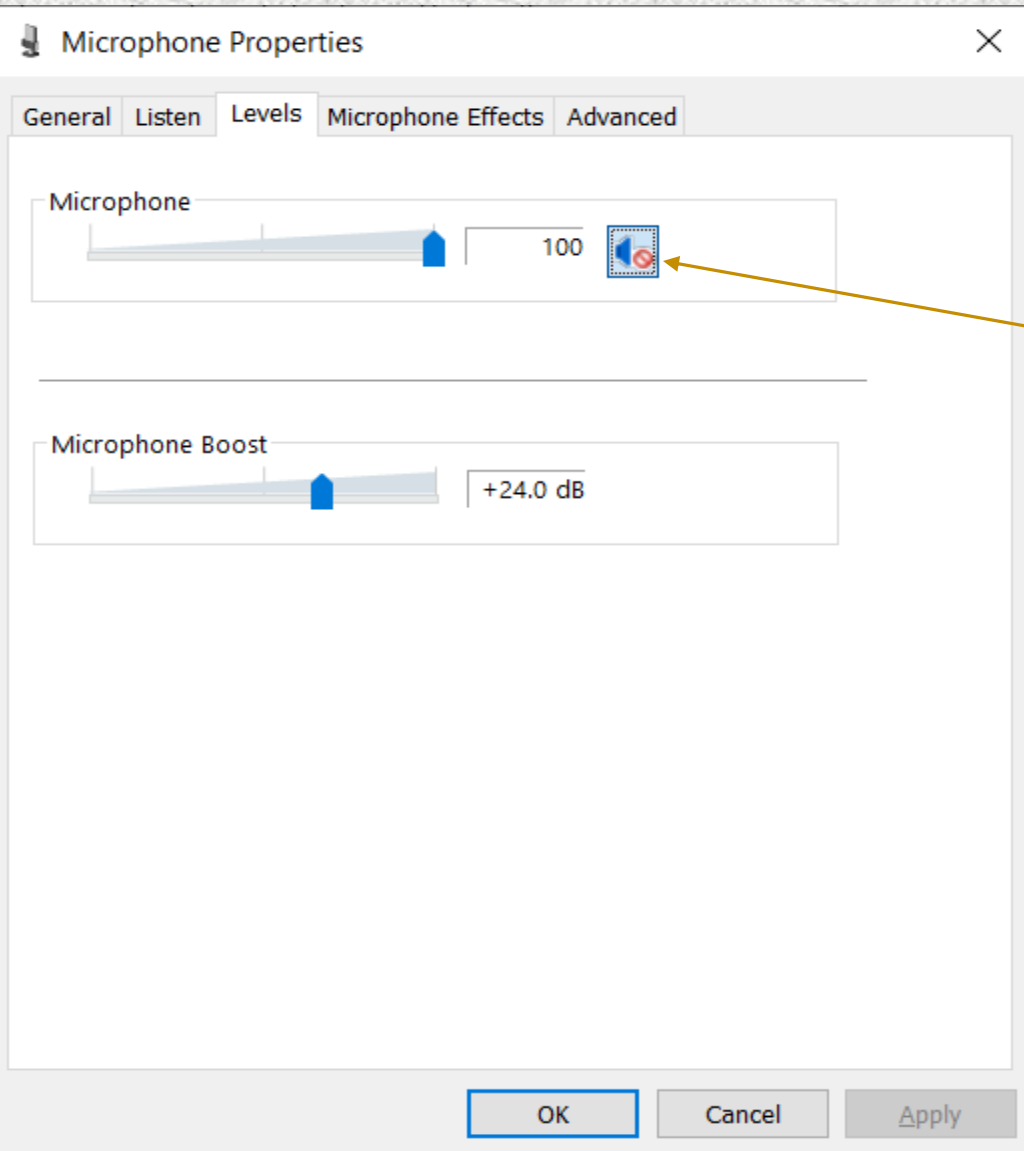 Microphone Properties
General Listen Levels Microphone Effects Advanced
Microphone
100
Microphone Boost
+24.0 dB
OK Cancel Apply